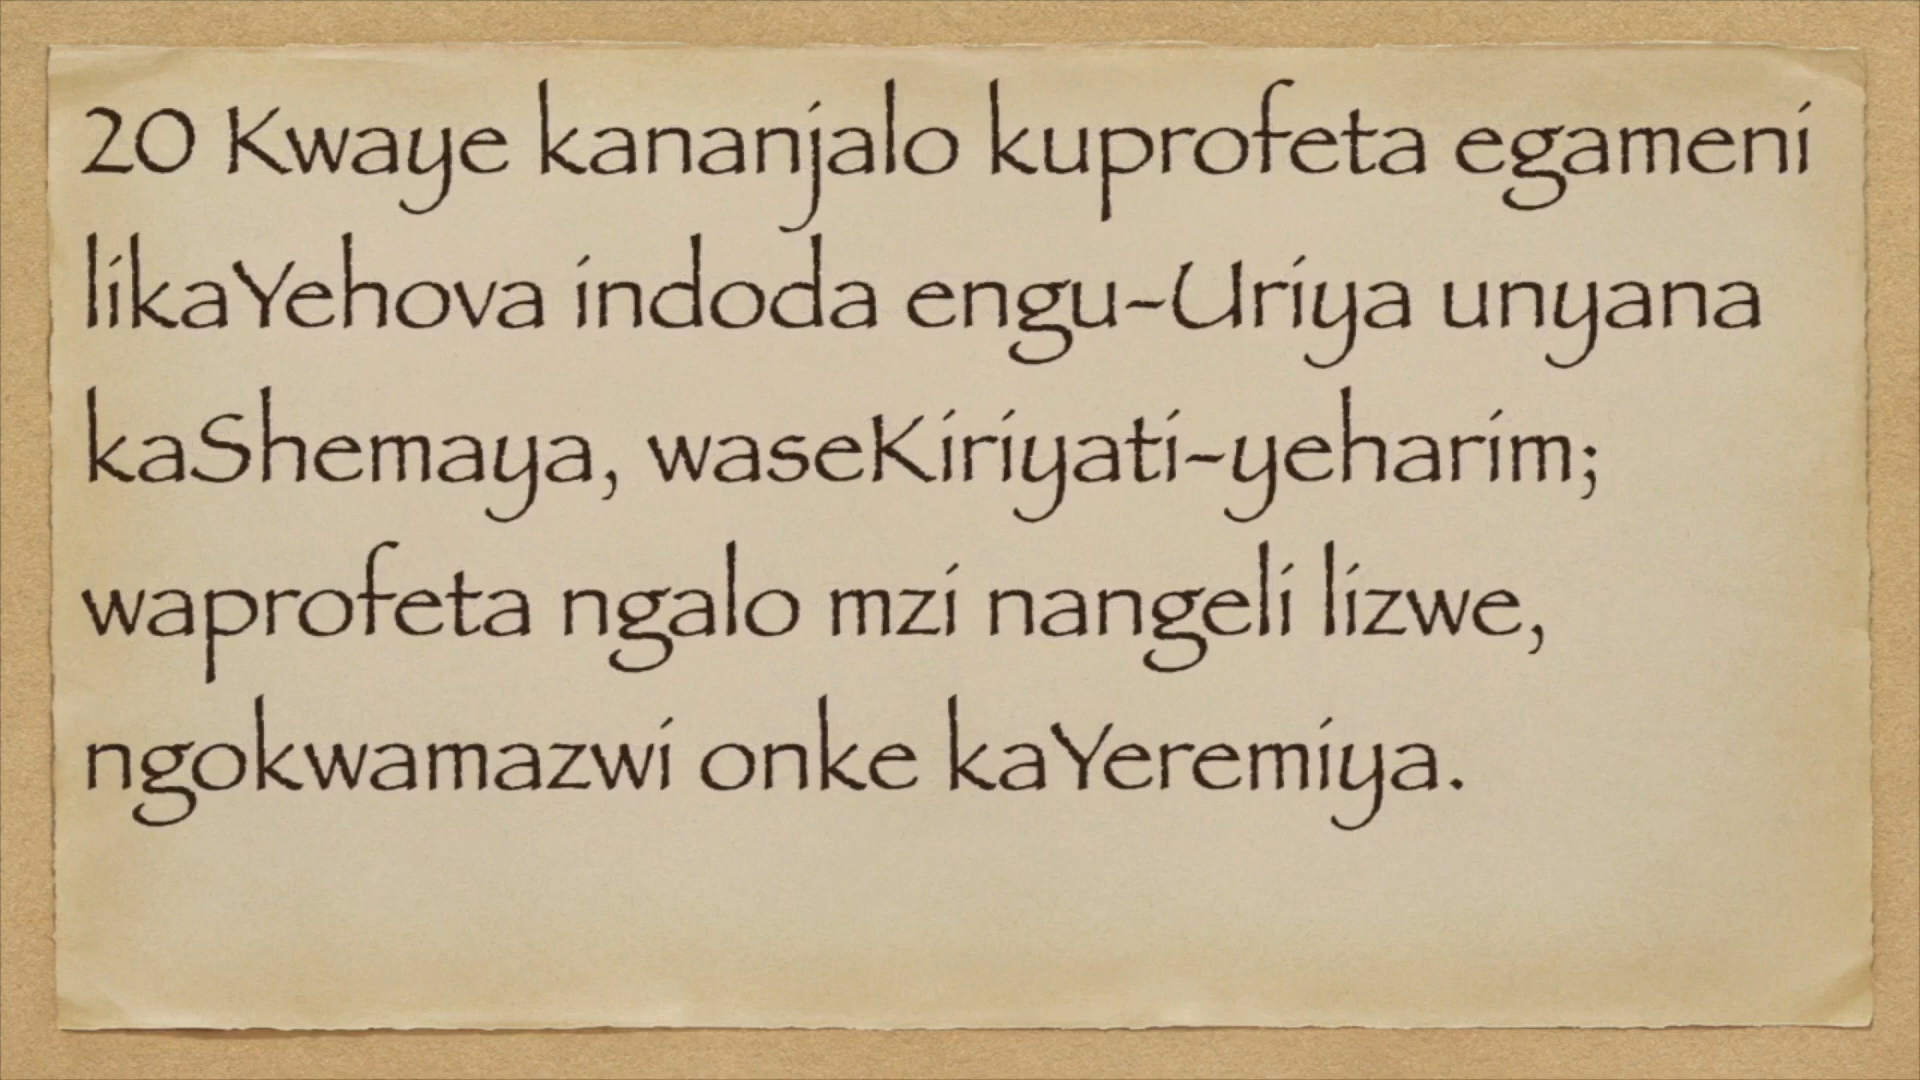 20 Kwaye kananjalo kuprofeta egameni
likaYehova indoda engu-Uriya unyana
kaShemaya, waseKiriyati-yeharim;
waprofeta ngalo mzi nangeli lizwe,
ngokwamazwi onke kaYeremiya.